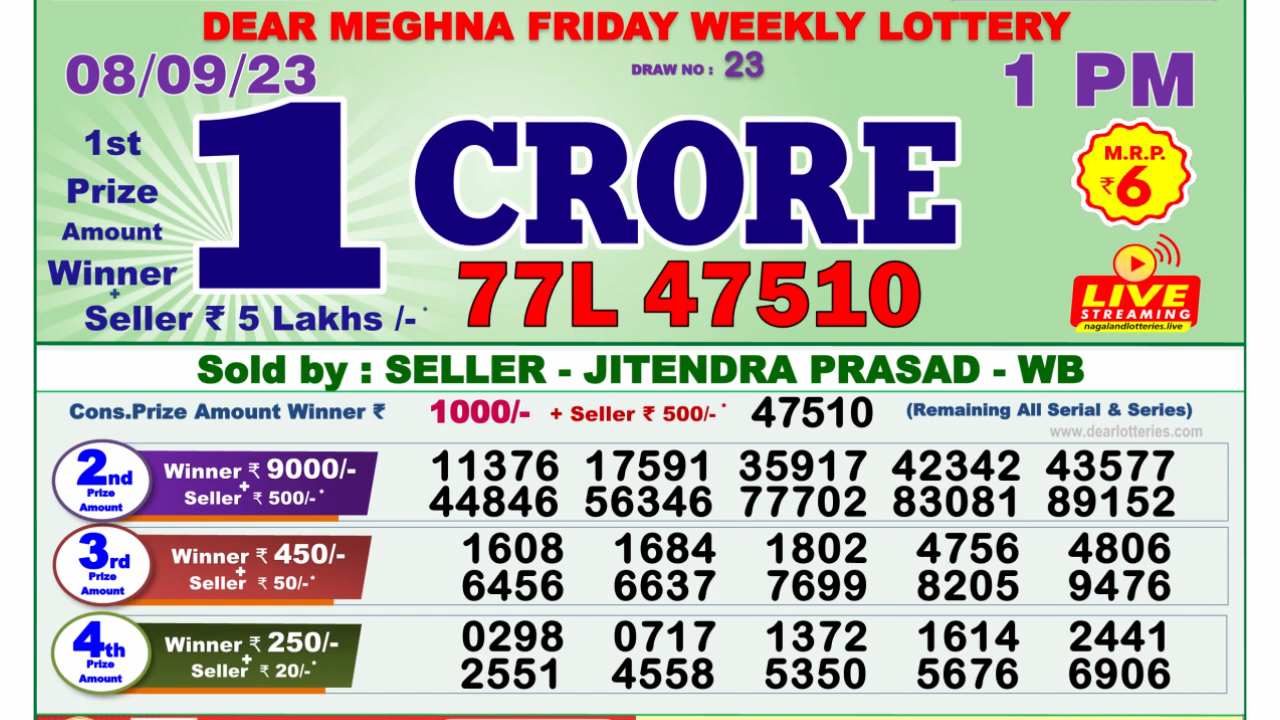 DEAR MEGHNA FRIDAY WEEKLY LOTTERY
08/09/23
DRAW NO : 23
1 PM
1st
Prize
Amount
Winner
+
Seller ₹ 5 Lakhs /- *
1 CRORE
77L 47510
M.R.P.
₹6
LIVE
STREAMING
nagalandlotteries.live
Sold by : SELLER - JITENDRA PRASAD - WB
Cons.Prize Amount Winner ₹ 1000/- + Seller ₹ 500/- * 47510 (Remaining All Serial & Series)
www.dearlotteries.com
2nd
Prize
Amount
Winner ₹ 9000/-
+
Seller ₹ 500/- *
11376 17591 35917 42342 43577
44846 56346 77702 83081 89152
3rd
Prize
Amount
Winner ₹ 450/-
+
Seller ₹ 50/- *
1608 1684 1802 4756 4806
6456 6637 7699 8205 9476
4th
Prize
Amount
Winner ₹ 250/-
+
Seller ₹ 20/- *
0298 0717 1372 1614 2441
2551 4558 5350 5676 6906